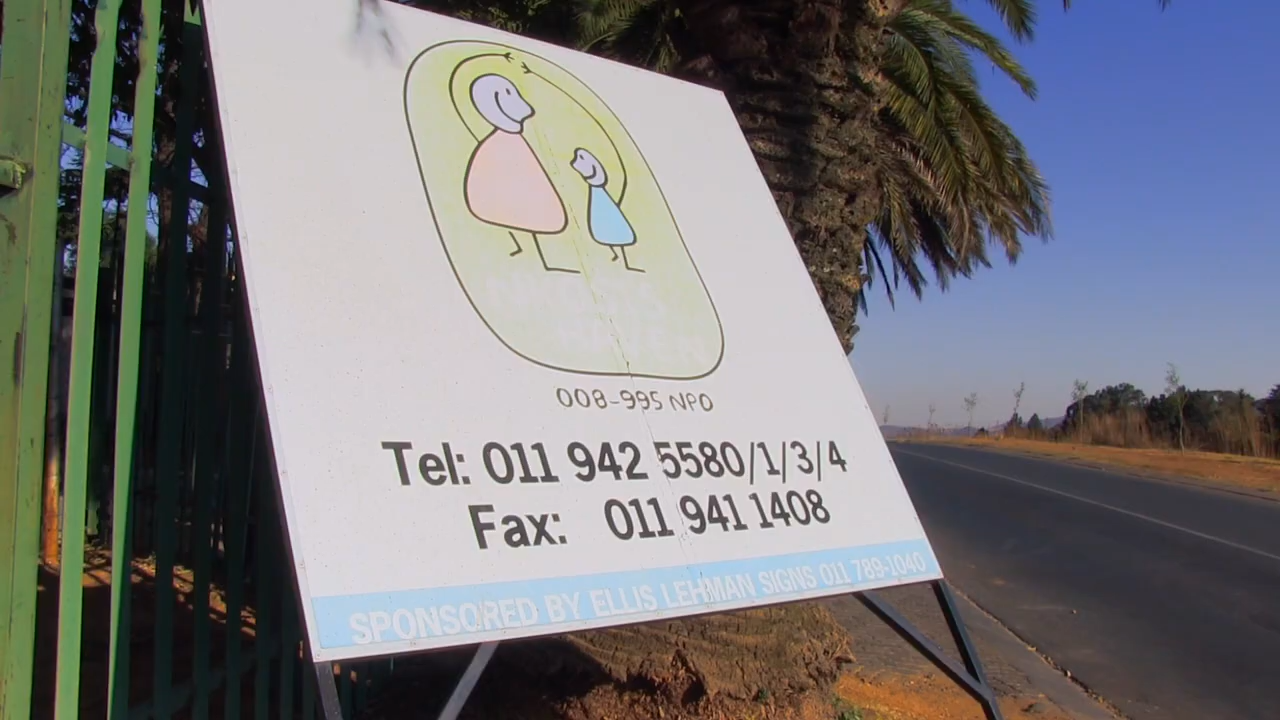 008-995 NPO
Tel: 011 942 5580/1/3/4
Fax: 011 941 1408
SPONSORED BY ELLIS LEHMAN SIGNS 011 789-1040